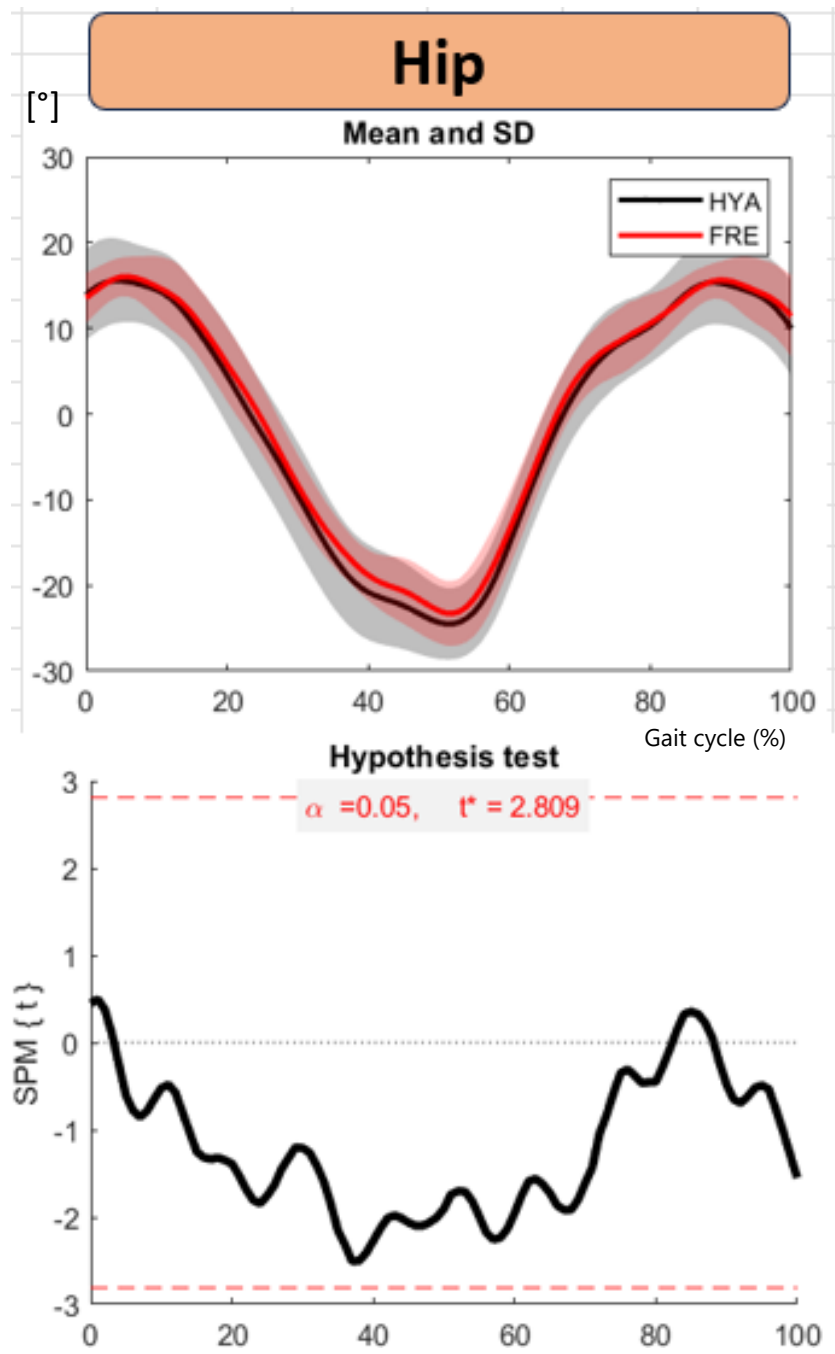 Hip
[°]
Mean and SD
30
20
10
0
-10
-20
-30
HYA
FRE
0 20 40 60 80 100
Gait cycle (%)
Hypothesis test
3
2
1
0
-1
-2
-3
α =0.05, t* = 2.809
SPM { t }
0 20 40 60 80 100